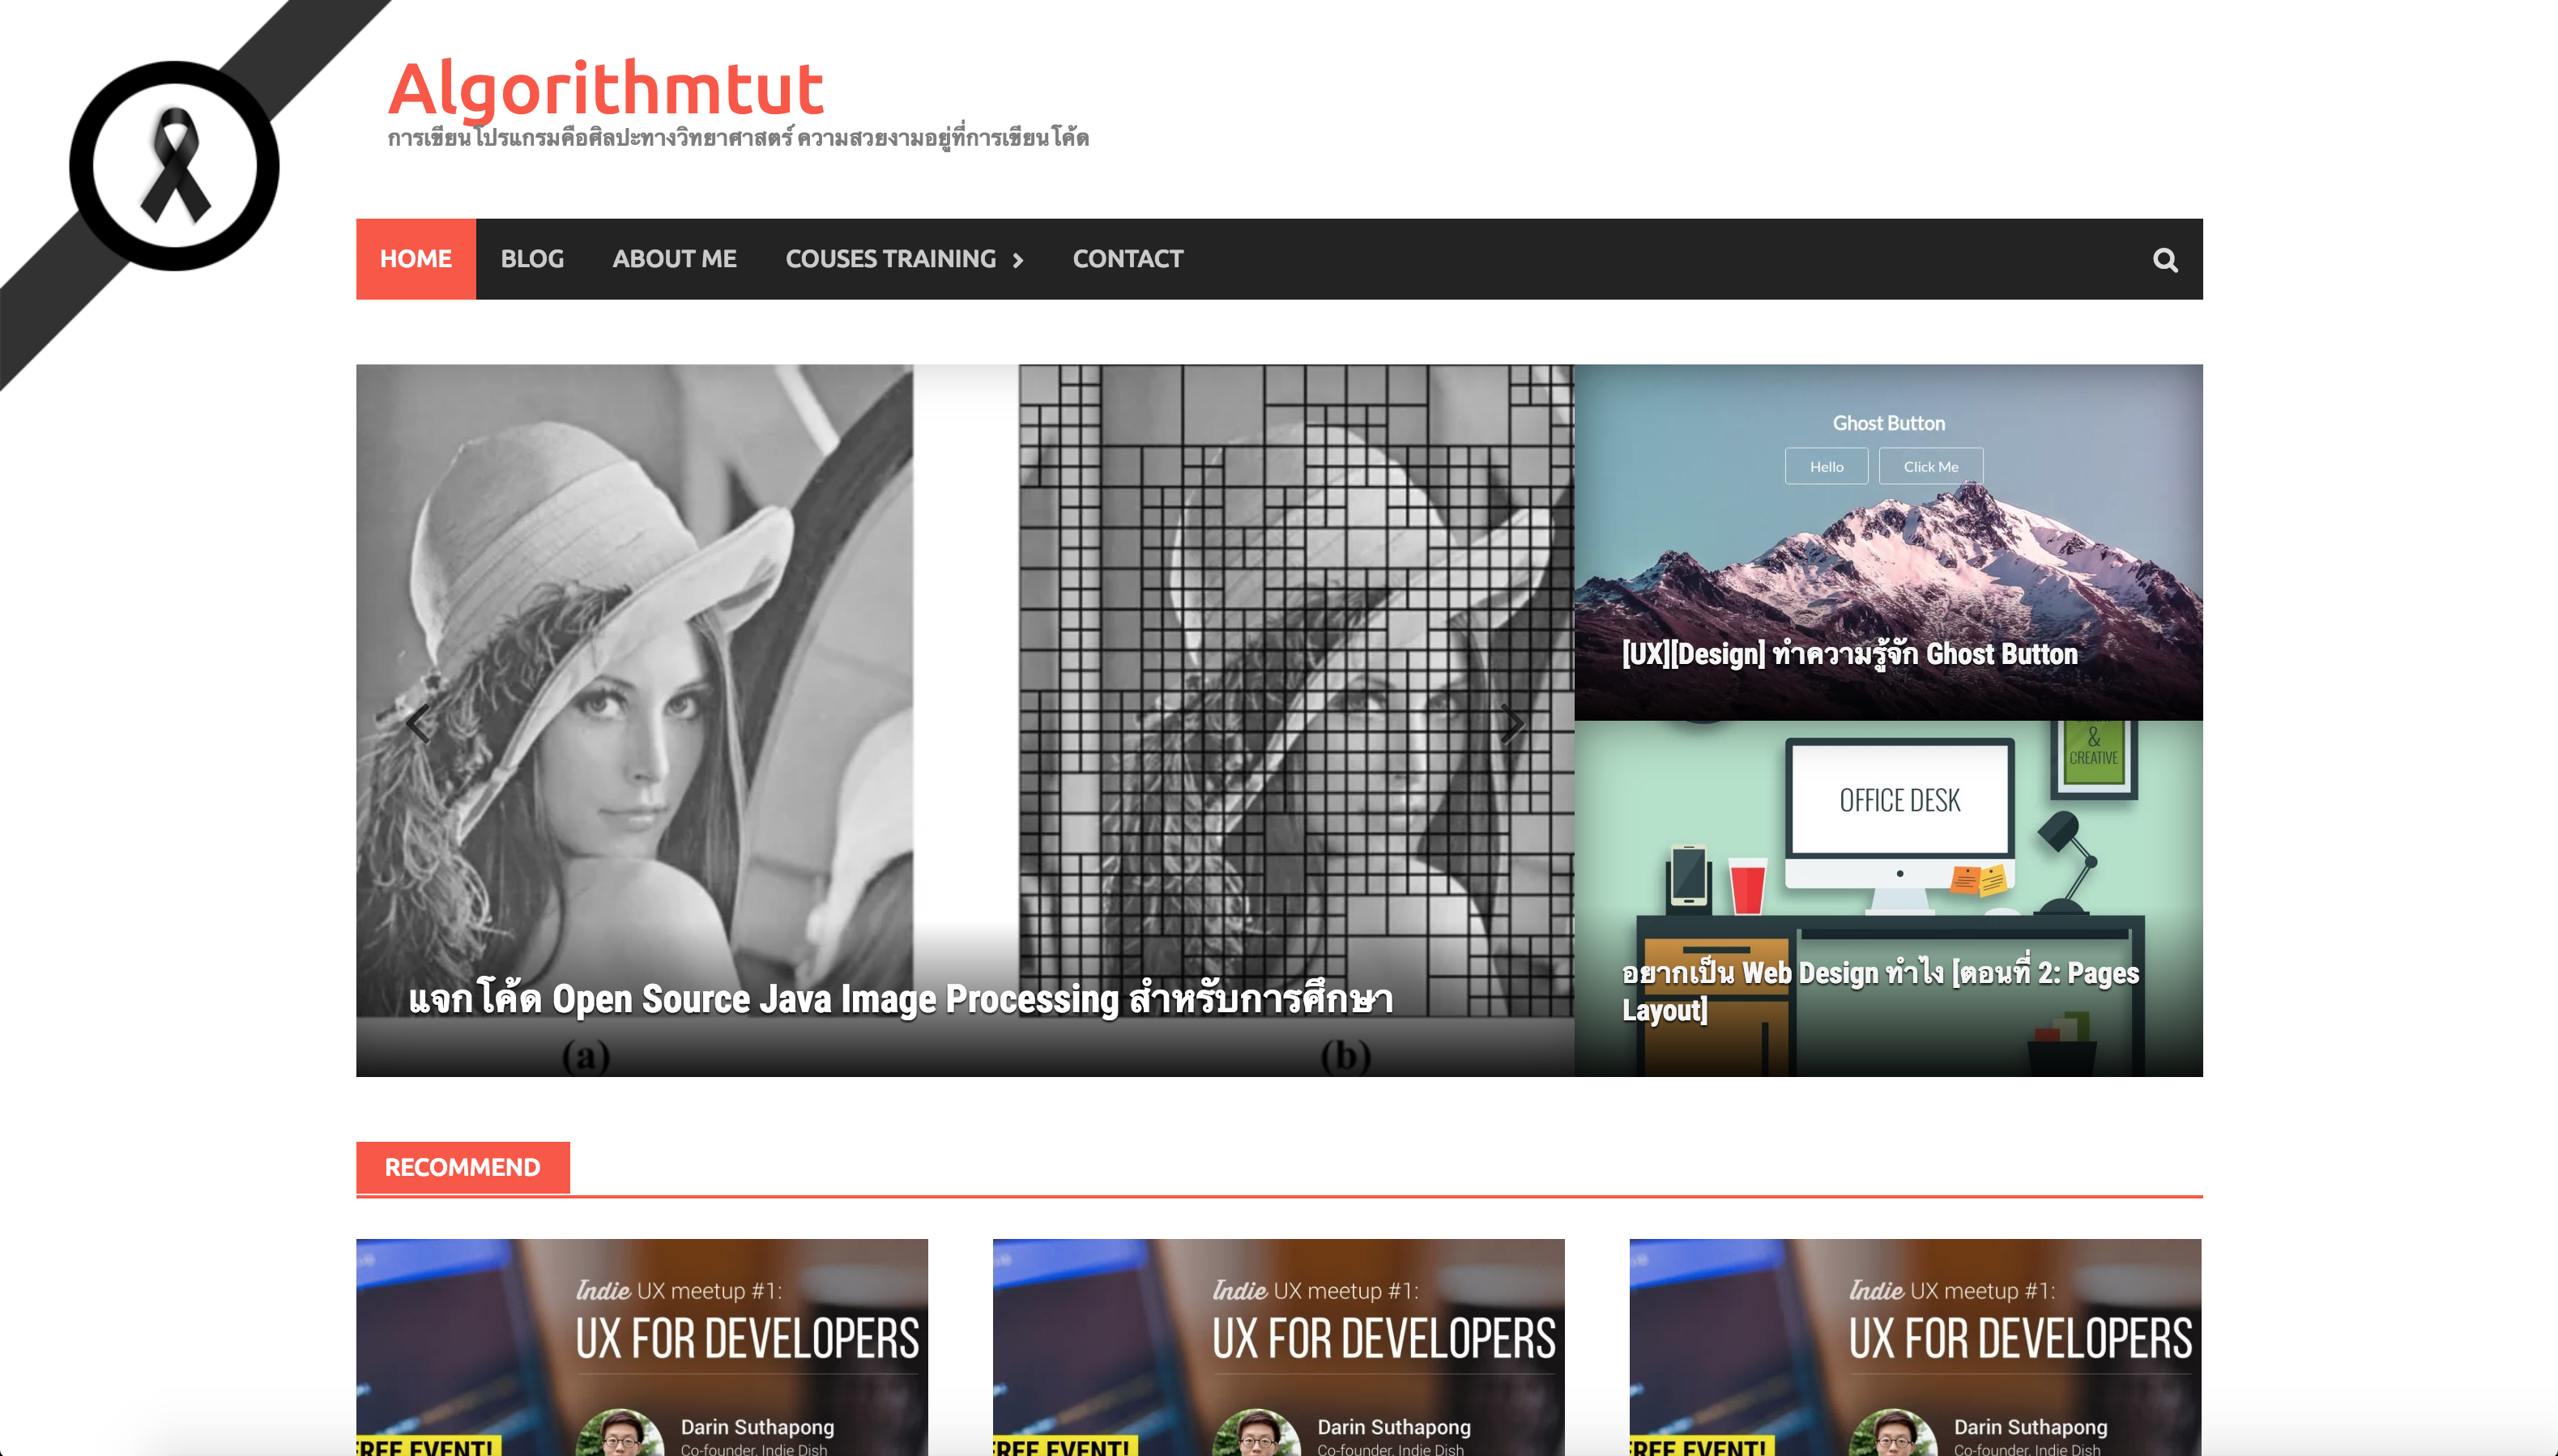 Algorithmtut
การเขียนโปรแกรมคือศิลปะทางวิทยาศาสตร์ ความสวยงามอยู่ที่การเขียนโค้ด
HOME
BLOG
ABOUT ME
COUSES TRAINING
CONTACT
แจกโค้ด Open Source Java Image Processing สำหรับการศึกษา
(a)
(b)
Ghost Button
Hello
Click Me
[UX][Design] ทำความรู้จัก Ghost Button
&
CREATIVE
OFFICE DESK
อยากเป็น Web Design ทำไง [ตอนที่ 2: Pages
Layout]
RECOMMEND
Indie UX meetup #1:
UX FOR DEVELOPERS
Darin Suthapong
Co-founder, Indie Dish
FREE EVENT!
Indie UX meetup #1:
UX FOR DEVELOPERS
Darin Suthapong
Co-founder, Indie Dish
FREE EVENT!
Indie UX meetup #1:
UX FOR DEVELOPERS
Darin Suthapong
Co-founder, Indie Dish
FREE EVENT!